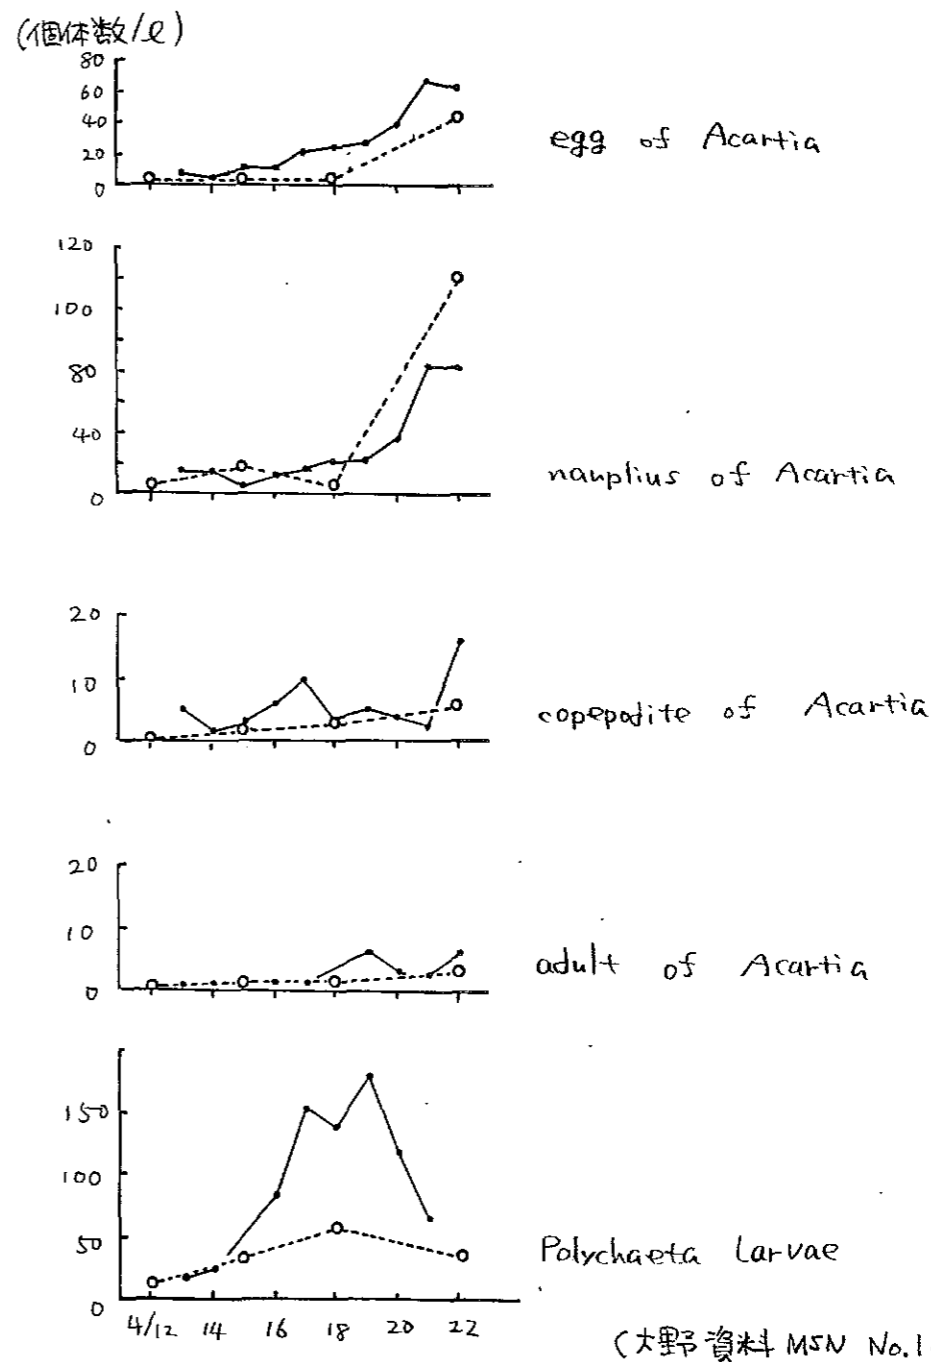 (個体数/ℓ)
80
60
40
20
0
egg of Acartia
120
100
80
40
0
nauplius of Acartia
20
10
0
copepodite of Acartia
20
10
0
adult of Acartia
150
100
50
0
Polychaeta Larvae
4/12 14 16 18 20 22
(大野資料 MSN No.1